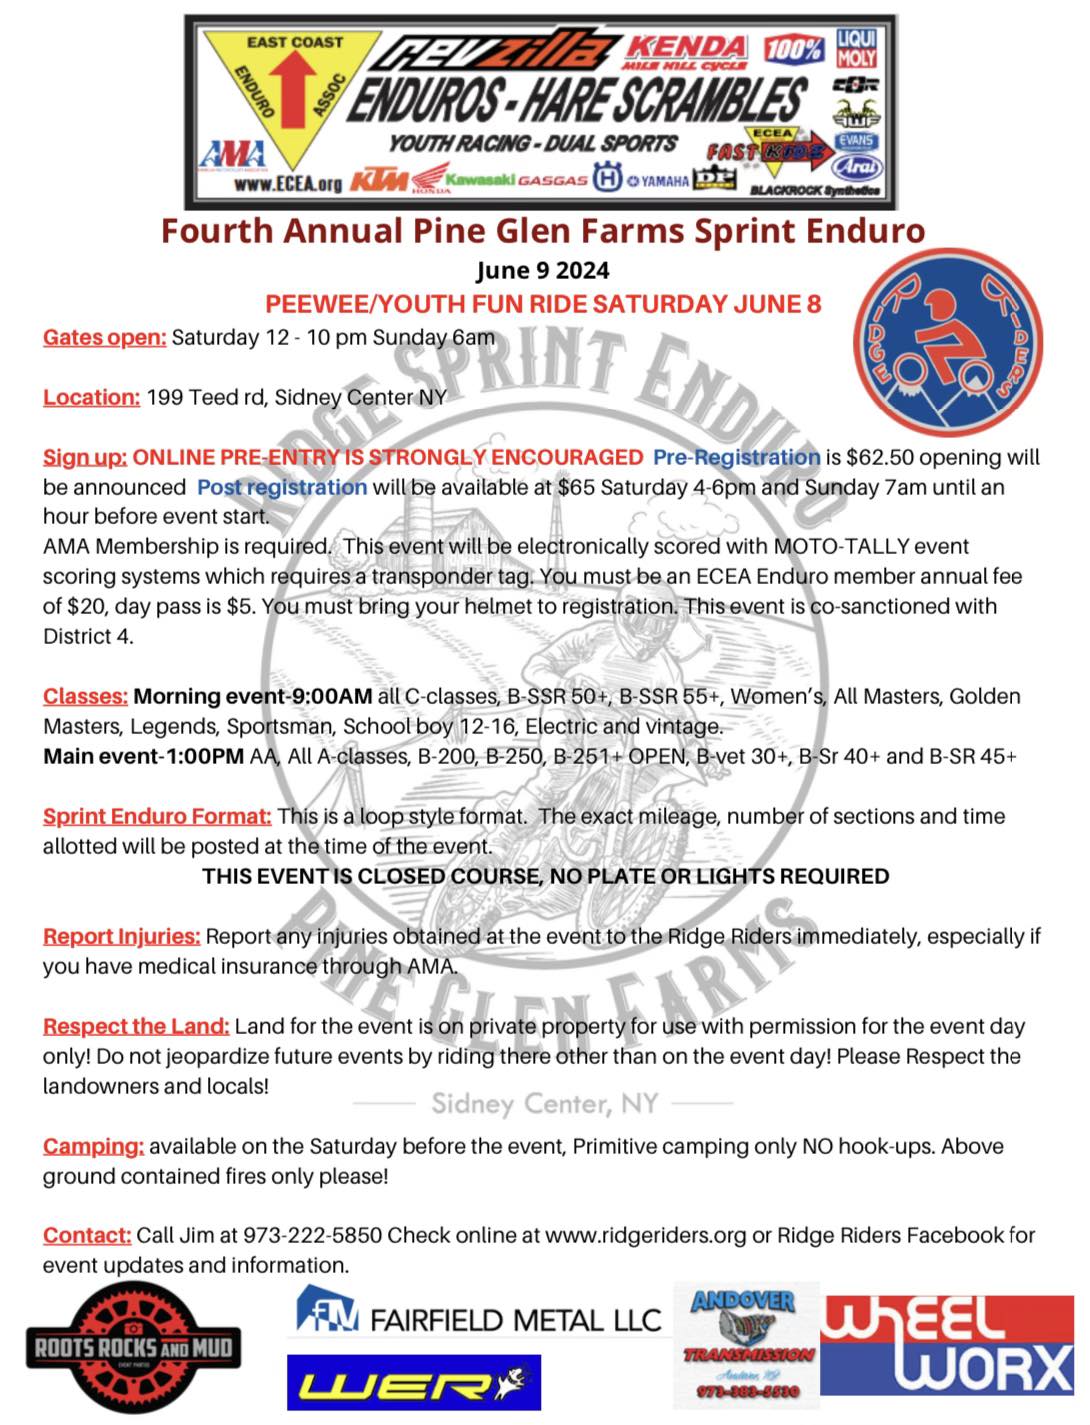 EAST COAST
ENDURO
ASSOC
AMA
www.ECEA.org
revzilla
KENDA
MILE HILL CYCLE
100%
LIQUI
MOLY
ENDUROS - HARE SCRAMBLES
YOUTH RACING - DUAL SPORTS
ECEA
FAST KIDZ
EVANS
Arai
KTM
HONDA
Kawasaki
GASGAS
YAMAHA
BLACKROCK Synthetics
Fourth Annual Pine Glen Farms Sprint Enduro
June 9 2024
PEEWEE/YOUTH FUN RIDE SATURDAY JUNE 8
RIDGE RIDERS
RIDGE SPRINT ENDURO
Gates open: Saturday 12 - 10 pm Sunday 6am
Location: 199 Teed rd, Sidney Center NY
Sign up: ONLINE PRE-ENTRY IS STRONGLY ENCOURAGED Pre-Registration is $62.50 opening will
be announced Post registration will be available at $65 Saturday 4-6pm and Sunday 7am until an
hour before event start.
AMA Membership is required. This event will be electronically scored with MOTO-TALLY event
scoring systems which requires a transponder tag. You must be an ECEA Enduro member annual fee
of $20, day pass is $5. You must bring your helmet to registration. This event is co-sanctioned with
District 4.
Classes: Morning event-9:00AM all C-classes, B-SSR 50+, B-SSR 55+, Women's, All Masters, Golden
Masters, Legends, Sportsman, School boy 12-16, Electric and vintage.
Main event-1:00PM AA, All A-classes, B-200, B-250, B-251+ OPEN, B-vet 30+, B-Sr 40+ and B-SR 45+
Sprint Enduro Format: This is a loop style format. The exact mileage, number of sections and time
allotted will be posted at the time of the event.
THIS EVENT IS CLOSED COURSE, NO PLATE OR LIGHTS REQUIRED
Report Injuries: Report any injuries obtained at the event to the Ridge Riders immediately, especially if
you have medical insurance through AMA.
PINE GLEN FARMS
Respect the Land: Land for the event is on private property for use with permission for the event day
only! Do not jeopardize future events by riding there other than on the event day! Please Respect the
landowners and locals!
Sidney Center, NY
Camping: available on the Saturday before the event, Primitive camping only NO hook-ups. Above
ground contained fires only please!
Contact: Call Jim at 973-222-5850 Check online at www.ridgeriders.org or Ridge Riders Facebook for
event updates and information.
ROOTS ROCKS AND MUD
EVENT PHOTOS
FM FAIRFIELD METAL LLC
WER
ANDOVER
TRANSMISSION
Andover, NJ
973-383-5530
WHEEL
WORX